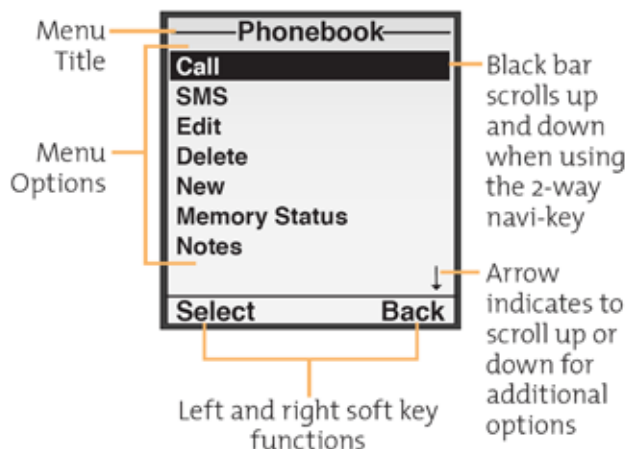 Menu
Title
Phonebook
Call
SMS
Edit
Delete
New
Memory Status
Notes
Select Back
Menu
Options
Black bar
scrolls up
and down
when using
the 2-way
navi-key
Arrow
indicates to
scroll up or
down for
additional
options
Left and right soft key
functions